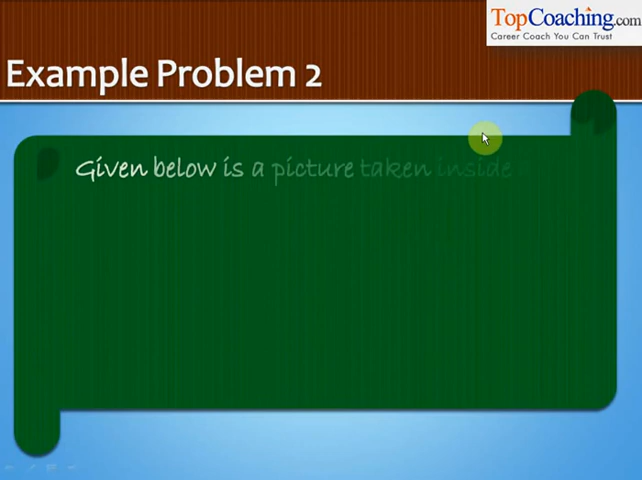 TopCoaching.com
Career Coach You Can Trust
Example Problem 2
Given below is a picture taken inside